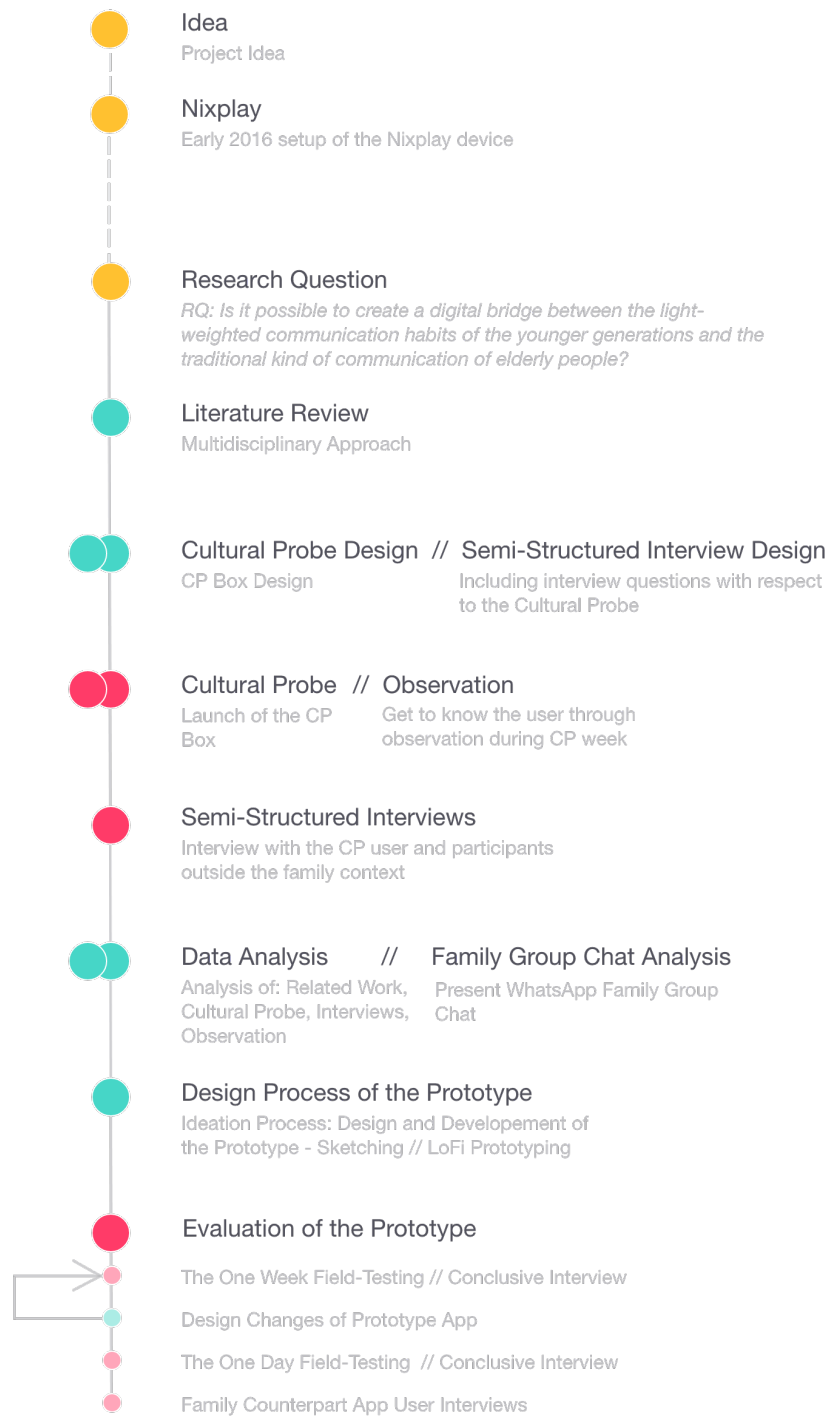 Idea
Project Idea
Nixplay
Early 2016 setup of the Nixplay device
Research Question
RQ: Is it possible to create a digital bridge between the light-
weighted communication habits of the younger generations and the
traditional kind of communication of elderly people?
Literature Review
Multidisciplinary Approach
Cultural Probe Design // Semi-Structured Interview Design
CP Box Design
Including interview questions with respect
to the Cultural Probe
Cultural Probe // Observation
Launch of the CP
Box
Get to know the user through
observation during CP week
Semi-Structured Interviews
Interview with the CP user and participants
outside the family context
Data Analysis // Family Group Chat Analysis
Analysis of: Related Work,
Cultural Probe, Interviews,
Observation
Present WhatsApp Family Group
Chat
Design Process of the Prototype
Ideation Process: Design and Developement of
the Prototype - Sketching // LoFi Prototyping
Evaluation of the Prototype
The One Week Field-Testing // Conclusive Interview
Design Changes of Prototype App
The One Day Field-Testing // Conclusive Interview
Family Counterpart App User Interviews